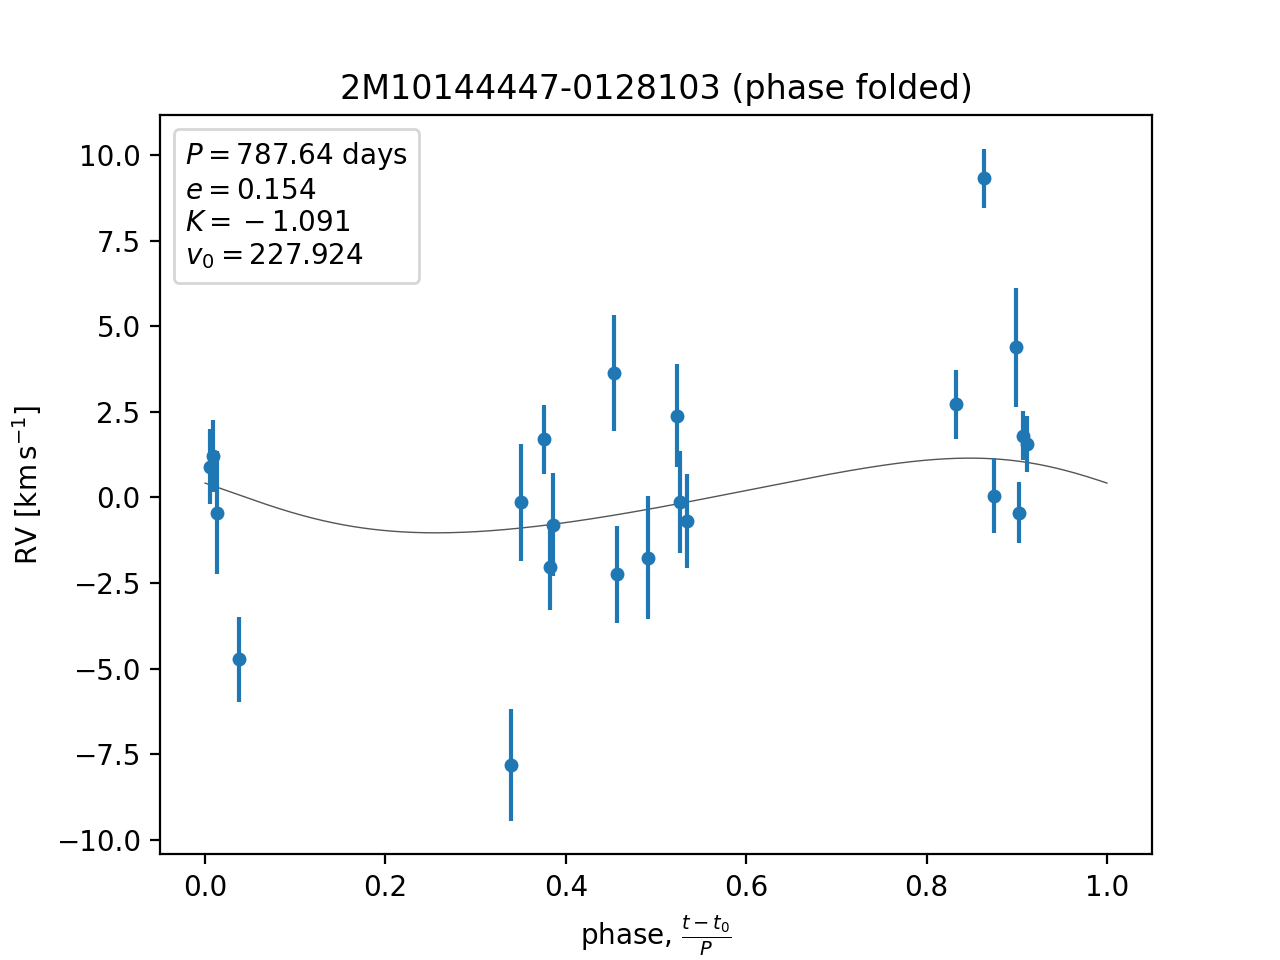 2M10144447-0128103 (phase folded)
P = 787.64 days
e = 0.154
K = −1.091
v₀ = 227.924
RV [km s⁻¹]
10.0
7.5
5.0
2.5
0.0
−2.5
−5.0
−7.5
−10.0
0.0 0.2 0.4 0.6 0.8 1.0
phase, (t − t₀)/P